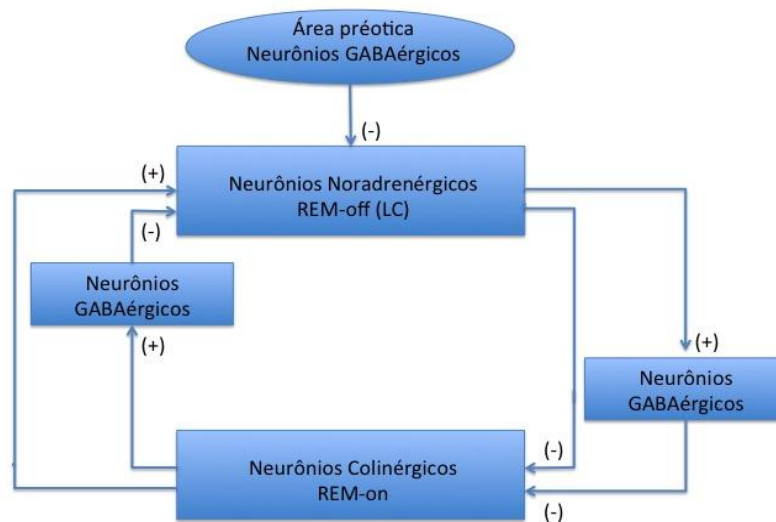 Área préotica
Neurônios GABAérgicos
(-)
(+)
Neurônios Noradrenérgicos
REM-off (LC)
(-)
Neurônios
GABAérgicos
(+)
(+)
Neurônios
GABAérgicos
Neurônios Colinérgicos
REM-on
(-)
(-)